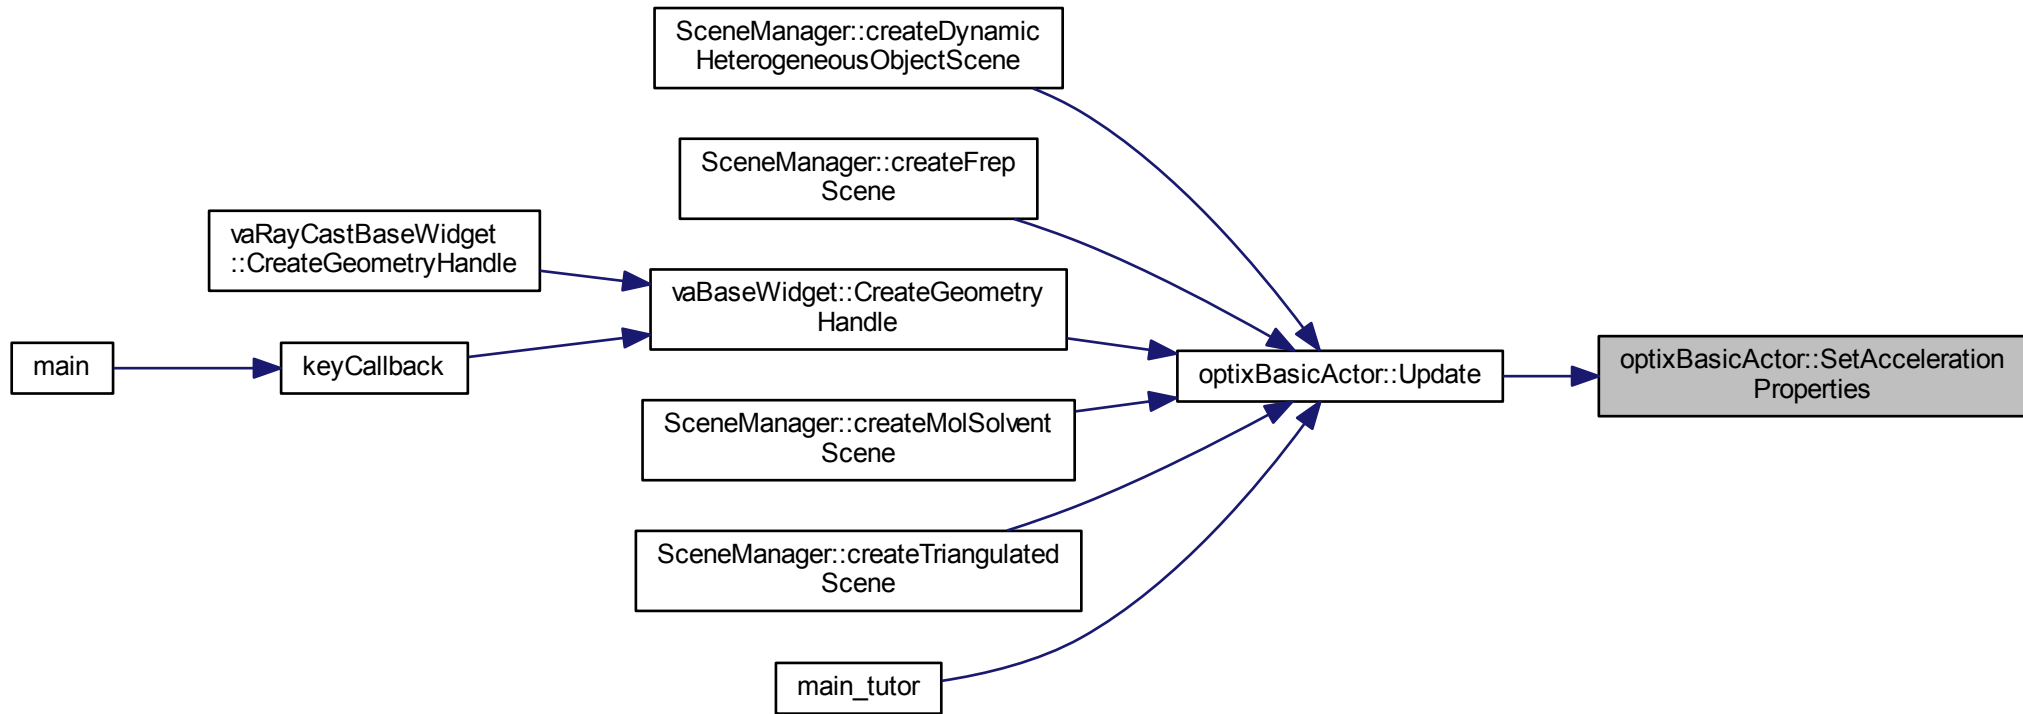 SceneManager::createDynamic
HeterogeneousObjectScene
SceneManager::createFrep
Scene
vaRayCastBaseWidget
::CreateGeometryHandle
vaBaseWidget::CreateGeometry
Handle
main
keyCallback
optixBasicActor::Update
optixBasicActor::SetAcceleration
Properties
SceneManager::createMolSolvent
Scene
SceneManager::createTriangulated
Scene
main_tutor